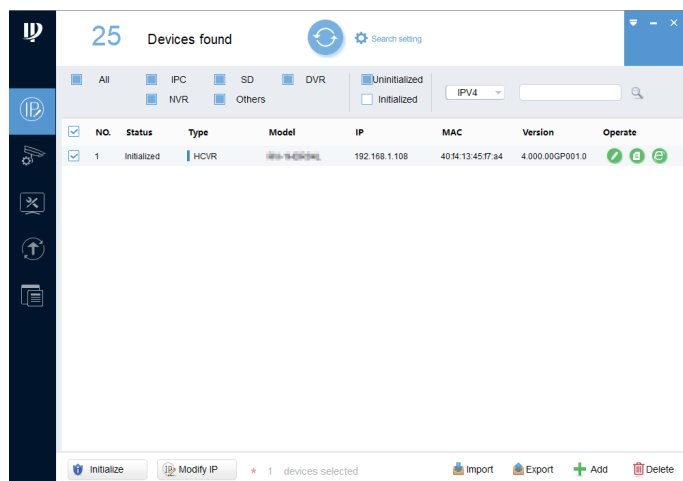 25 Devices found Search setting
All IPC SD DVR Uninitialized
NVR Others Initialized IPV4
NO. Status Type Model IP MAC Version Operate
1 Initialized HCVR 192.168.1.108 40:f4:13:45:f7:a4 4.000.00GP001.0
Initialize Modify IP * 1 devices selected Import Export Add Delete